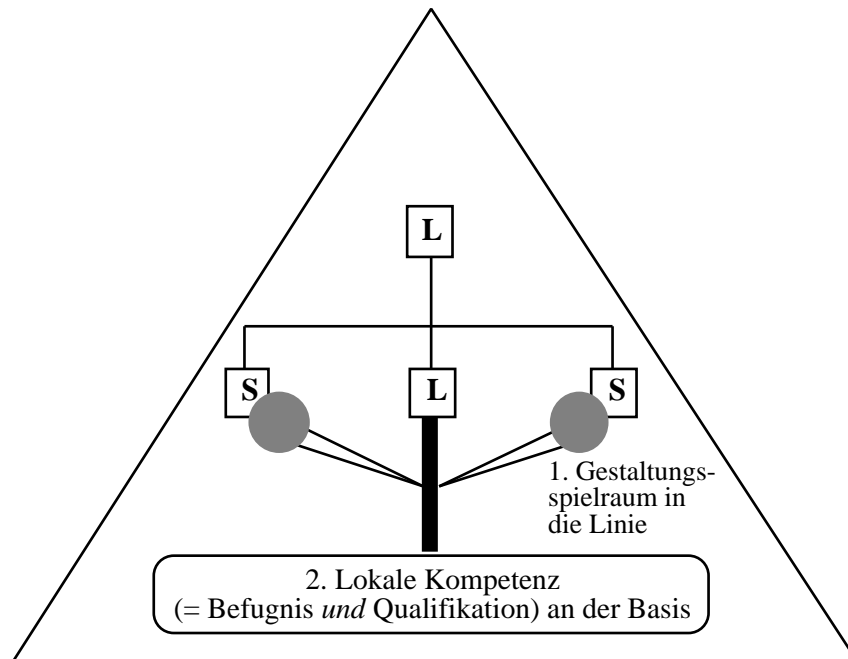 L
S
L
S
1. Gestaltungs-
spielraum in
die Linie
2. Lokale Kompetenz
(= Befugnis und Qualifikation) an der Basis